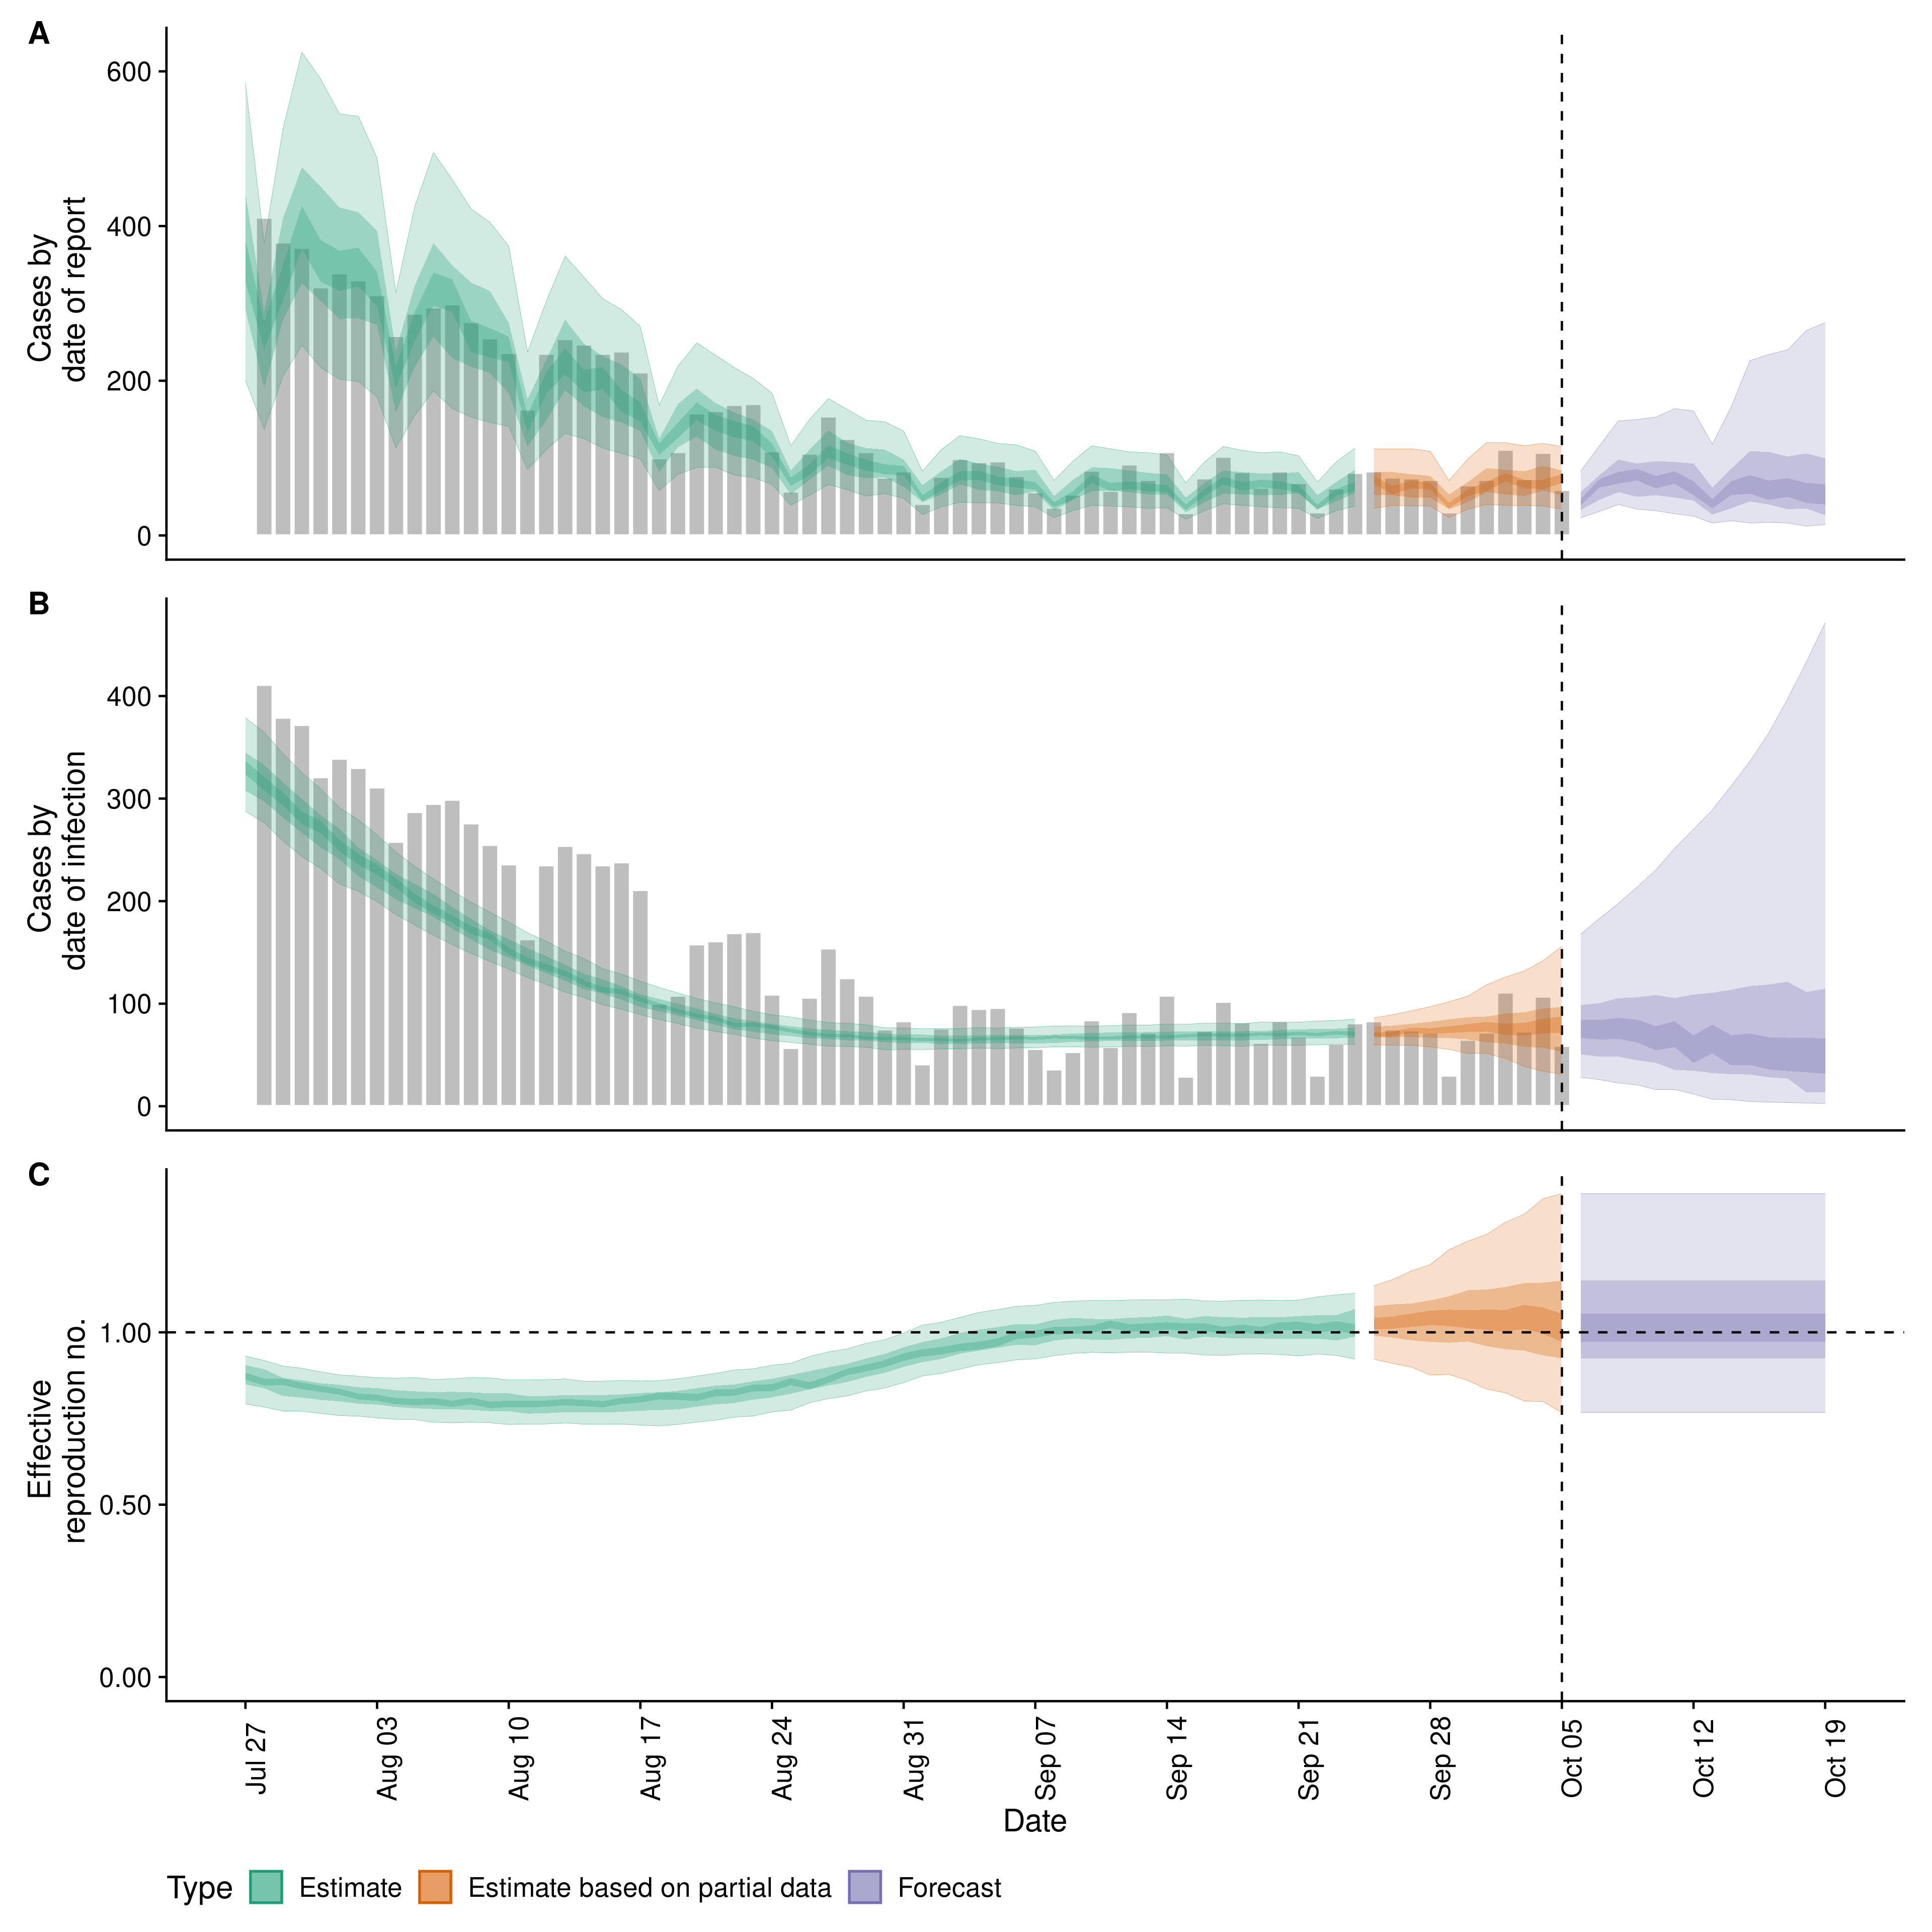 A
Cases by
date of report
600
400
200
0
B
Cases by
date of infection
400
300
200
100
0
C
Effective
reproduction no.
1.00
0.50
0.00
Jul 27
Aug 03
Aug 10
Aug 17
Aug 24
Aug 31
Sep 07
Sep 14
Sep 21
Sep 28
Oct 05
Oct 12
Oct 19
Date
Type Estimate Estimate based on partial data Forecast